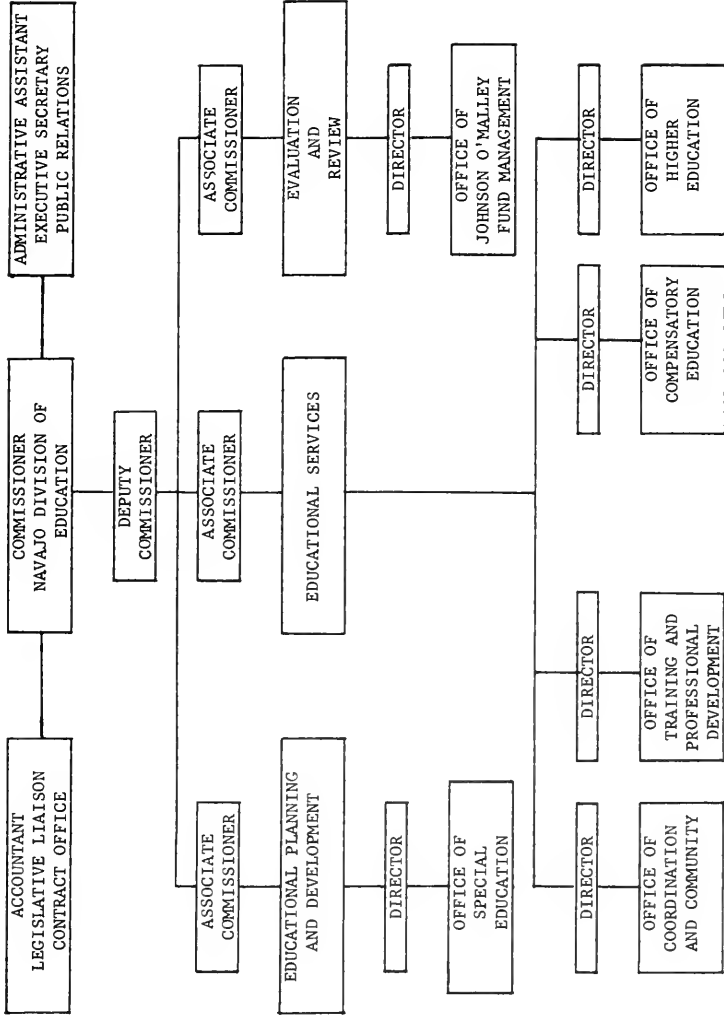 ACCOUNTANT
LEGISLATIVE LIAISON
CONTRACT OFFICE
COMMISSIONER
NAVAJO DIVISION OF
EDUCATION
ADMINISTRATIVE ASSISTANT
EXECUTIVE SECRETARY
PUBLIC RELATIONS
DEPUTY
COMMISSIONER
ASSOCIATE
COMMISSIONER
ASSOCIATE
COMMISSIONER
ASSOCIATE
COMMISSIONER
EDUCATIONAL PLANNING
AND DEVELOPMENT
EDUCATIONAL SERVICES
EVALUATION
AND
REVIEW
DIRECTOR
DIRECTOR
OFFICE OF
SPECIAL
EDUCATION
OFFICE OF
JOHNSON O'MALLEY
FUND MANAGEMENT
DIRECTOR
DIRECTOR
DIRECTOR
DIRECTOR
OFFICE OF
COORDINATION
AND COMMUNITY
OFFICE OF
TRAINING AND
PROFESSIONAL
DEVELOPMENT
OFFICE OF
COMPENSATORY
EDUCATION
OFFICE OF
HIGHER
EDUCATION